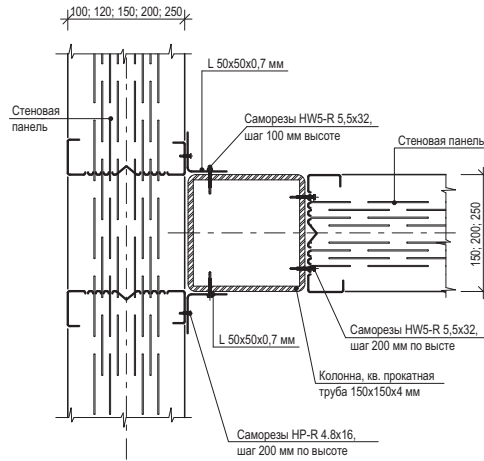 100; 120; 150; 200; 250
L 50x50x0,7 мм
Стеновая
панель
Саморезы HW5-R 5,5x32,
шаг 100 мм высоте
Стеновая панель
150; 200; 250
Саморезы HW5-R 5,5x32,
шаг 200 мм по высте
L 50x50x0,7 мм
Колонна, кв. прокатная
труба 150x150x4 мм
Саморезы HP-R 4.8x16,
шаг 200 мм по высоте